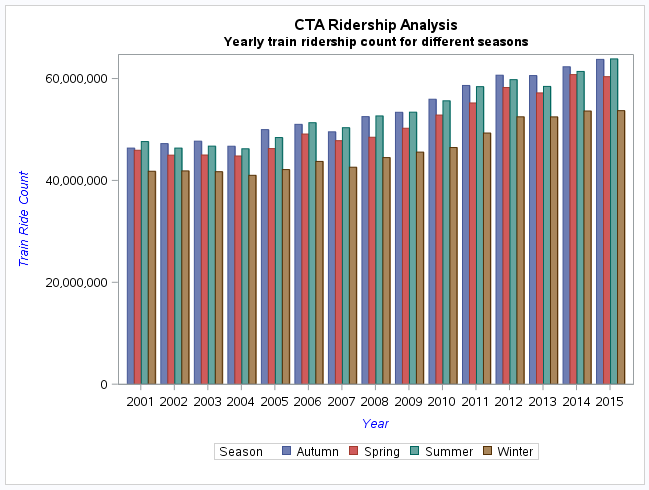 CTA Ridership Analysis
Yearly train ridership count for different seasons
60,000,000
40,000,000
20,000,000
0
Train Ride Count
2001 2002 2003 2004 2005 2006 2007 2008 2009 2010 2011 2012 2013 2014 2015
Year
Season Autumn Spring Summer Winter